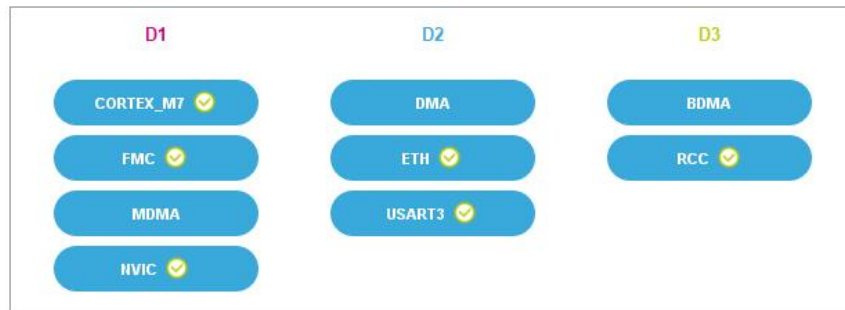 D1 D2 D3
CORTEX_M7 DMA BDMA
FMC ETH RCC
MDMA USART3
NVIC